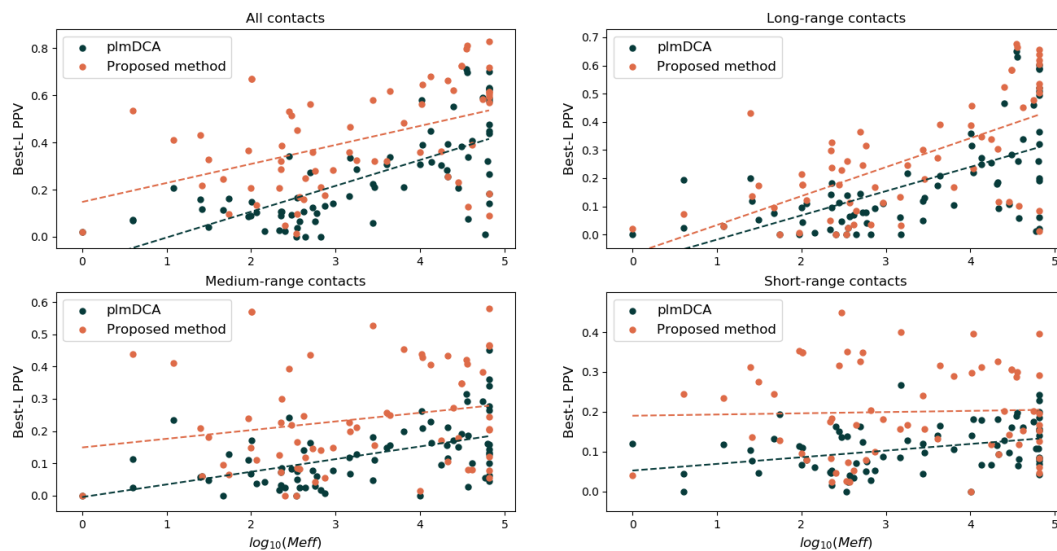 All contacts
Best-L PPV
0.8
0.6
0.4
0.2
0.0
plmDCA
Proposed method
0 1 2 3 4 5
Long-range contacts
Best-L PPV
0.7
0.6
0.5
0.4
0.3
0.2
0.1
0.0
plmDCA
Proposed method
0 1 2 3 4 5
Medium-range contacts
Best-L PPV
0.6
0.5
0.4
0.3
0.2
0.1
0.0
plmDCA
Proposed method
0 1 2 3 4 5
log10(Meff)
Short-range contacts
Best-L PPV
0.4
0.3
0.2
0.1
0.0
plmDCA
Proposed method
0 1 2 3 4 5
log10(Meff)